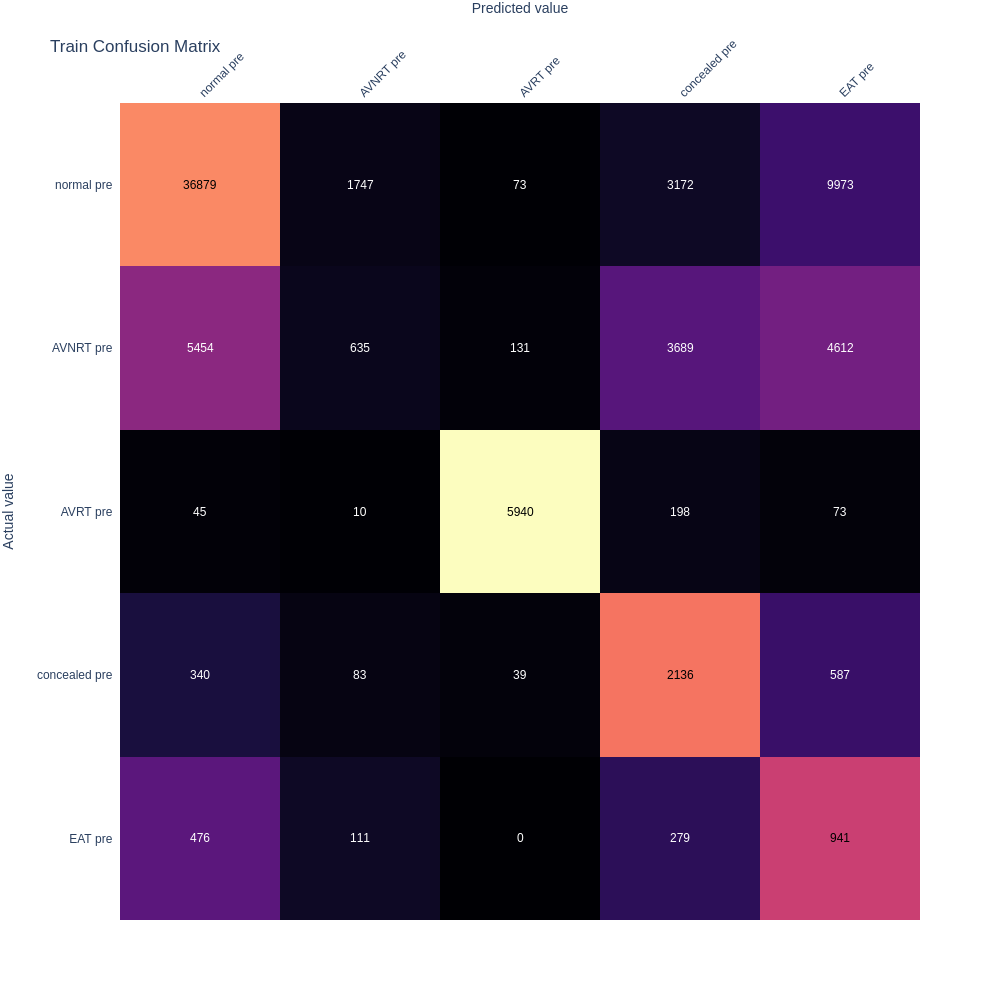 Predicted value
Train Confusion Matrix
normal pre AVNRT pre AVRT pre concealed pre EAT pre
normal pre 36879 1747 73 3172 9973
AVNRT pre 5454 635 131 3689 4612
Actual value
AVRT pre 45 10 5940 198 73
concealed pre 340 83 39 2136 587
EAT pre 476 111 0 279 941